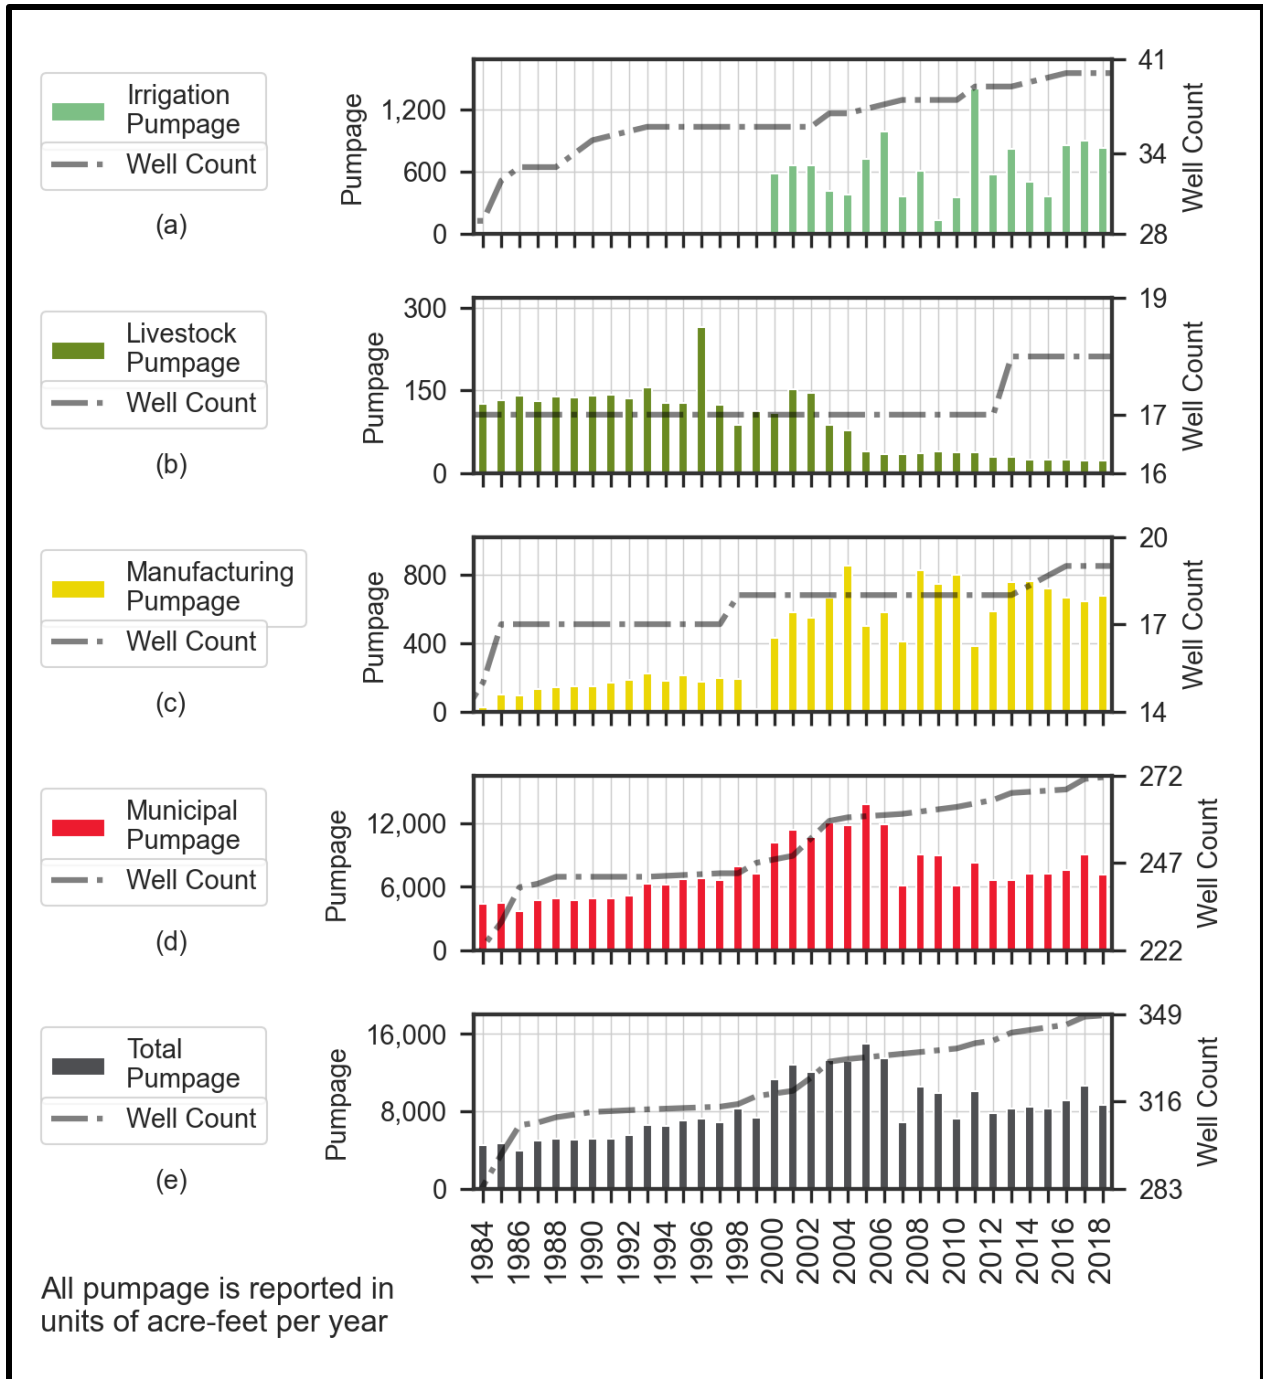 Irrigation
Pumpage
Well Count
(a)
Pumpage
1,200
600
0
41
34
28
Well Count
Livestock
Pumpage
Well Count
(b)
Pumpage
300
150
0
19
17
16
Well Count
Manufacturing
Pumpage
Well Count
(c)
Pumpage
800
400
0
20
17
14
Well Count
Municipal
Pumpage
Well Count
(d)
Pumpage
12,000
6,000
0
272
247
222
Well Count
Total
Pumpage
Well Count
(e)
Pumpage
16,000
8,000
0
349
316
283
Well Count
1984
1986
1988
1990
1992
1994
1996
1998
2000
2002
2004
2006
2008
2010
2012
2014
2016
2018
All pumpage is reported in
units of acre-feet per year